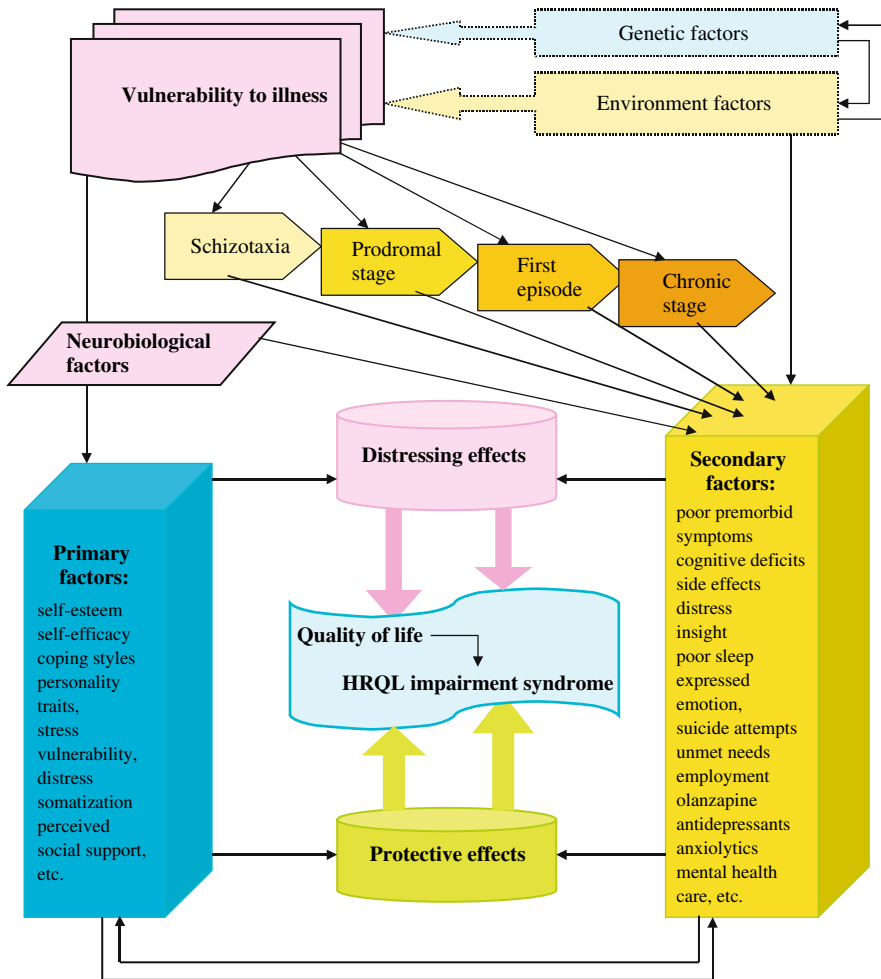 Genetic factors
Vulnerability to illness
Environment factors
Schizotaxia
Prodromal
stage
First
episode
Chronic
stage
Neurobiological
factors
Distressing effects
Primary
factors:
self-esteem
self-efficacy
coping styles
personality
traits,
stress
vulnerability,
distress
somatization
perceived
social support,
etc.
Quality of life
HRQL impairment syndrome
Protective effects
Secondary
factors:
poor premorbid
symptoms
cognitive deficits
side effects
distress
insight
poor sleep
expressed
emotion,
suicide attempts
unmet needs
employment
olanzapine
antidepressants
anxiolytics
mental health
care, etc.